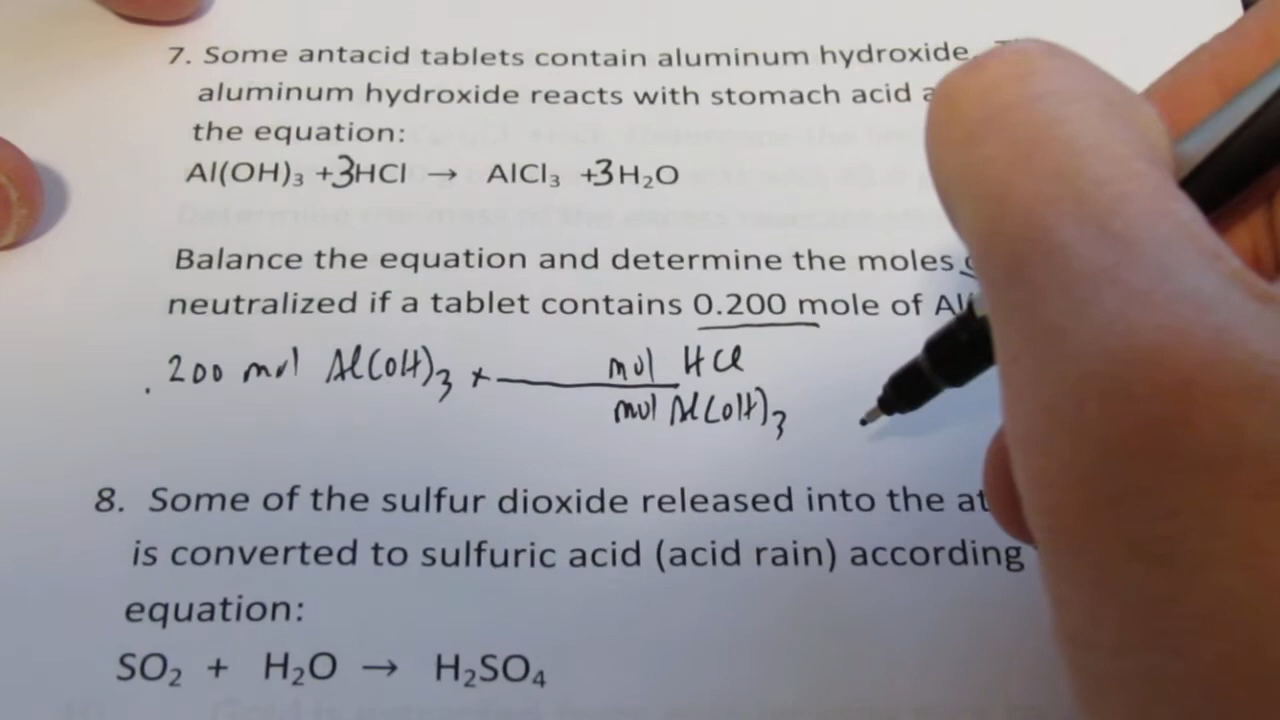 7. Some antacid tablets contain aluminum hydroxide.
aluminum hydroxide reacts with stomach acid
the equation:
Al(OH)₃ +3HCl → AlCl₃ +3H₂O
Balance the equation and determine the moles
neutralized if a tablet contains 0.200 mole of
.200 mol Al(OH)₃ x mol HCl
mol Al(OH)₃
8. Some of the sulfur dioxide released into the
is converted to sulfuric acid (acid rain) according
equation:
SO₂ + H₂O → H₂SO₄